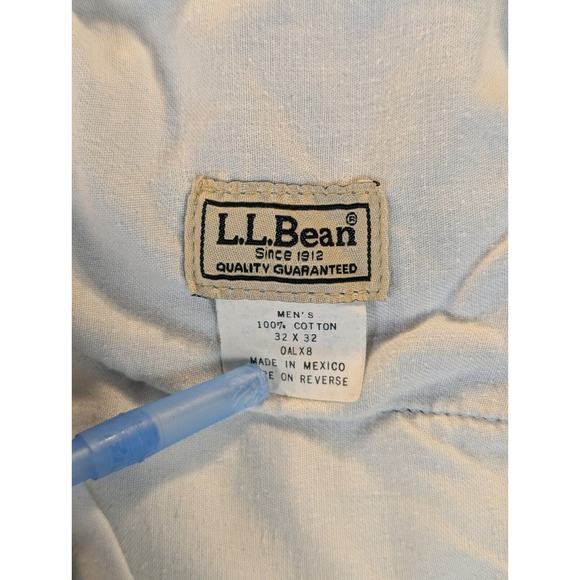 L.L.Bean®
Since 1912
QUALITY GUARANTEED
MEN'S
100% COTTON
32 X 32
0ALX8
MADE IN MEXICO
ON REVERSE